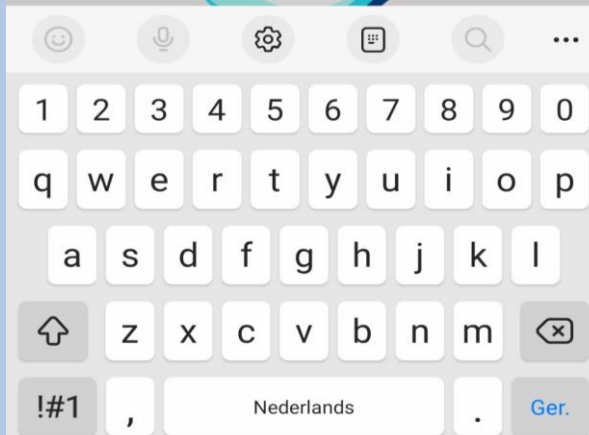 1 2 3 4 5 6 7 8 9 0
q w e r t y u i o p
a s d f g h j k l
z x c v b n m
!#1 , Nederlands . Ger.